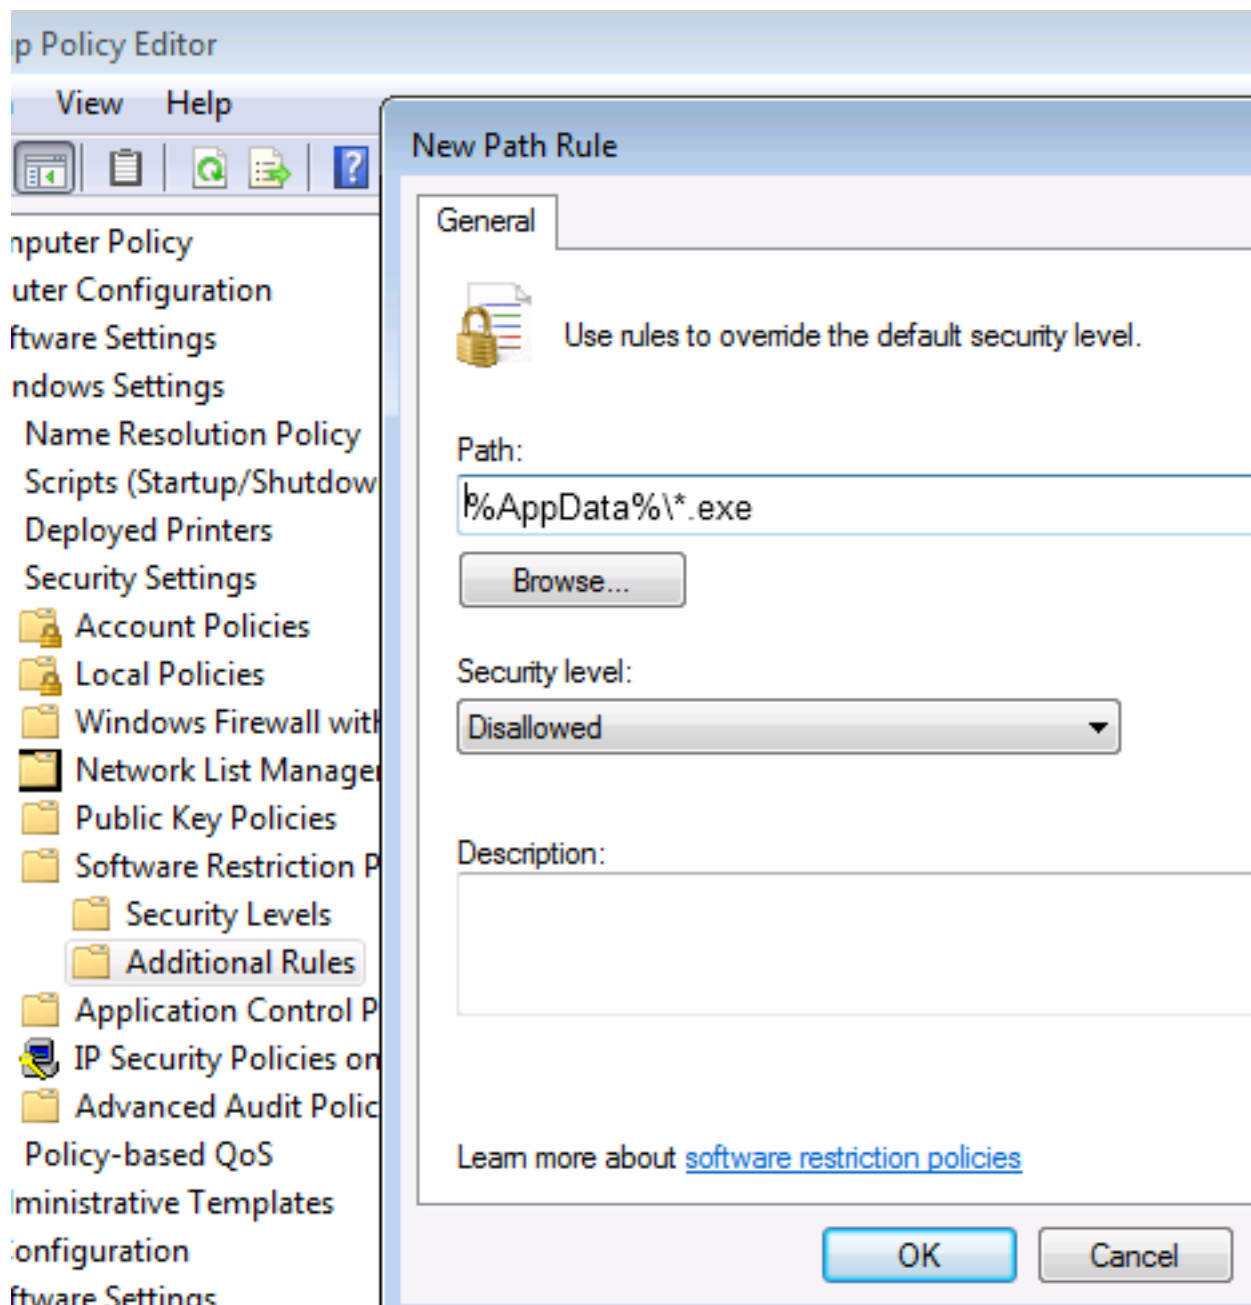 p Policy Editor
View Help
New Path Rule
General
Use rules to override the default security level.
Path:
%AppData%\*.exe
Browse...
Security level:
Disallowed
Description:
Learn more about software restriction policies
OK Cancel
nputer Policy
uter Configuration
ftware Settings
ndows Settings
Name Resolution Policy
Scripts (Startup/Shutdow
Deployed Printers
Security Settings
Account Policies
Local Policies
Windows Firewall with
Network List Manager
Public Key Policies
Software Restriction P
Security Levels
Additional Rules
Application Control P
IP Security Policies on
Advanced Audit Polic
Policy-based QoS
ministrative Templates
onfiguration
ftware Settings